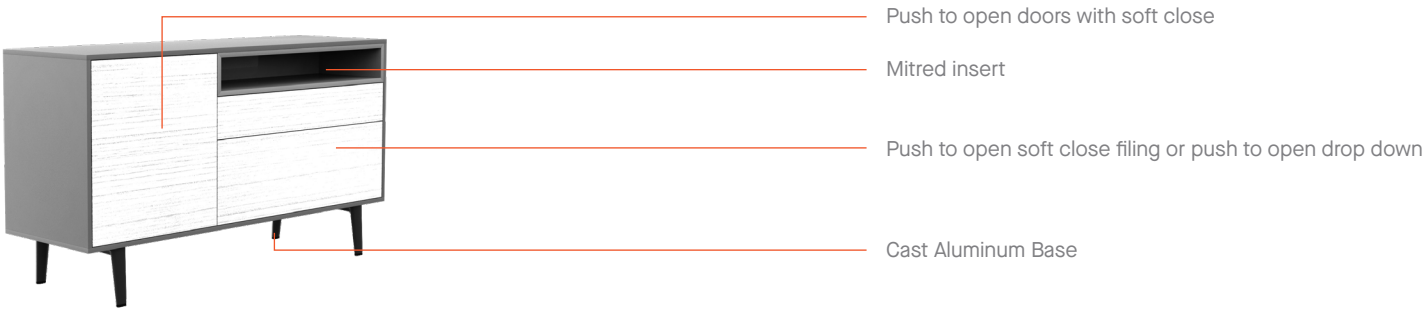 Push to open doors with soft close
Mitred insert
Push to open soft close filing or push to open drop down
Cast Aluminum Base